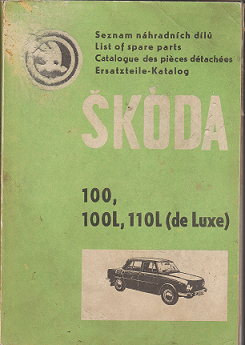 Seznam náhradních dílů
List of spare parts
Catalogue des pièces détachées
Ersatzteile-Katalog
ŠKODA
100,
100L, 110L (de Luxe)